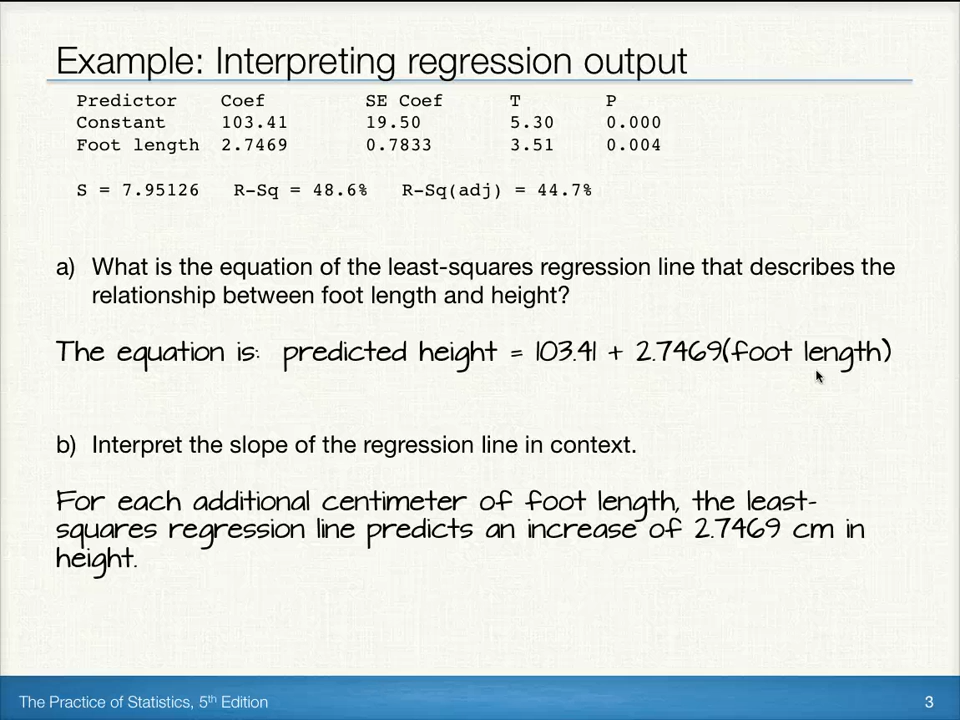 Example: Interpreting regression output
Predictor Coef SE Coef T P
Constant 103.41 19.50 5.30 0.000
Foot length 2.7469 0.7833 3.51 0.004
S = 7.95126 R-Sq = 48.6% R-Sq(adj) = 44.7%
a) What is the equation of the least-squares regression line that describes the
relationship between foot length and height?
The equation is: predicted height = 103.41 + 2.7469(foot length)
b) Interpret the slope of the regression line in context.
For each additional centimeter of foot length, the least-
squares regression line predicts an increase of 2.7469 cm in
height.
The Practice of Statistics, 5th Edition 3